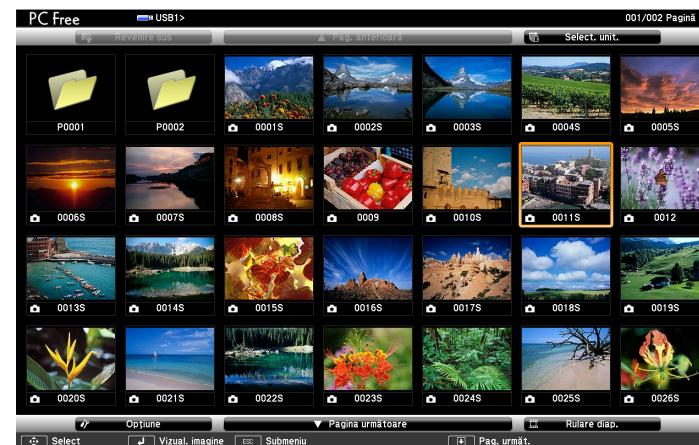 PC Free USB1> 001/002 Pagină
Revenire sus Pag. anterioară Select. unit.
P0001 P0002 0001S 0002S 0003S 0004S 0005S
0006S 0007S 0008S 0009 0010S 0011S 0012
0013S 0014S 0015S 0016S 0017S 0018S 0019S
0020S 0021S 0022S 0023S 0024S 0025S 0026S
Opțiune Pagina următoare Rulare diap.
Select Vizual. imagine ESC Submeniu Pag. următ.